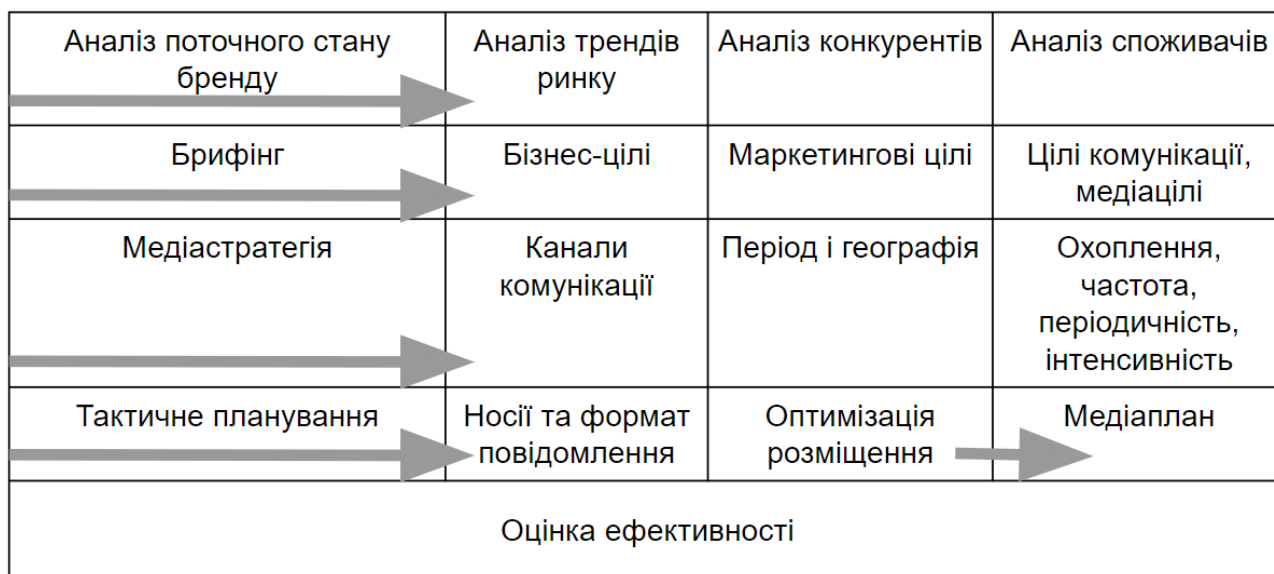 Аналіз поточного стану
бренду
Аналіз трендів
ринку
Аналіз конкурентів
Аналіз споживачів
Брифінг
Бізнес-цілі
Маркетингові цілі
Цілі комунікації,
медіацілі
Медіастратегія
Канали
комунікації
Період і географія
Охоплення,
частота,
періодичність,
інтенсивність
Тактичне планування
Носії та формат
повідомлення
Оптимізація
розміщення
Медіаплан
Оцінка ефективності